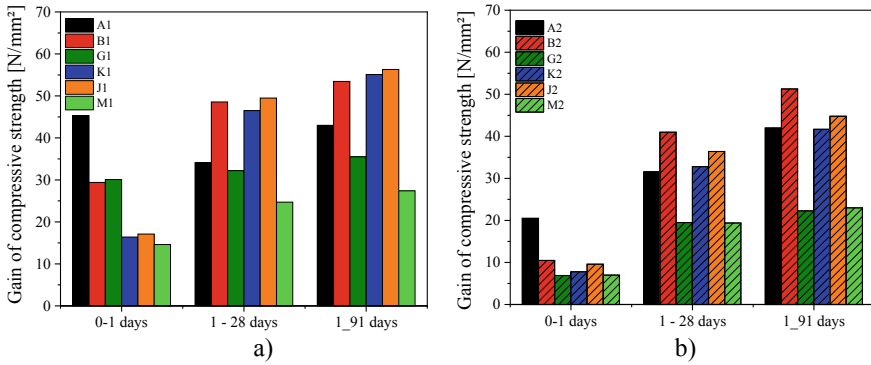 Gain of compressive strength [N/mm²]
70
60
50
40
30
20
10
0
A1
B1
G1
K1
J1
M1
0-1 days
1 - 28 days
1_91 days
a)
Gain of compressive strength [N/mm²]
70
60
50
40
30
20
10
0
A2
B2
G2
K2
J2
M2
0-1 days
1 - 28 days
1_91 days
b)